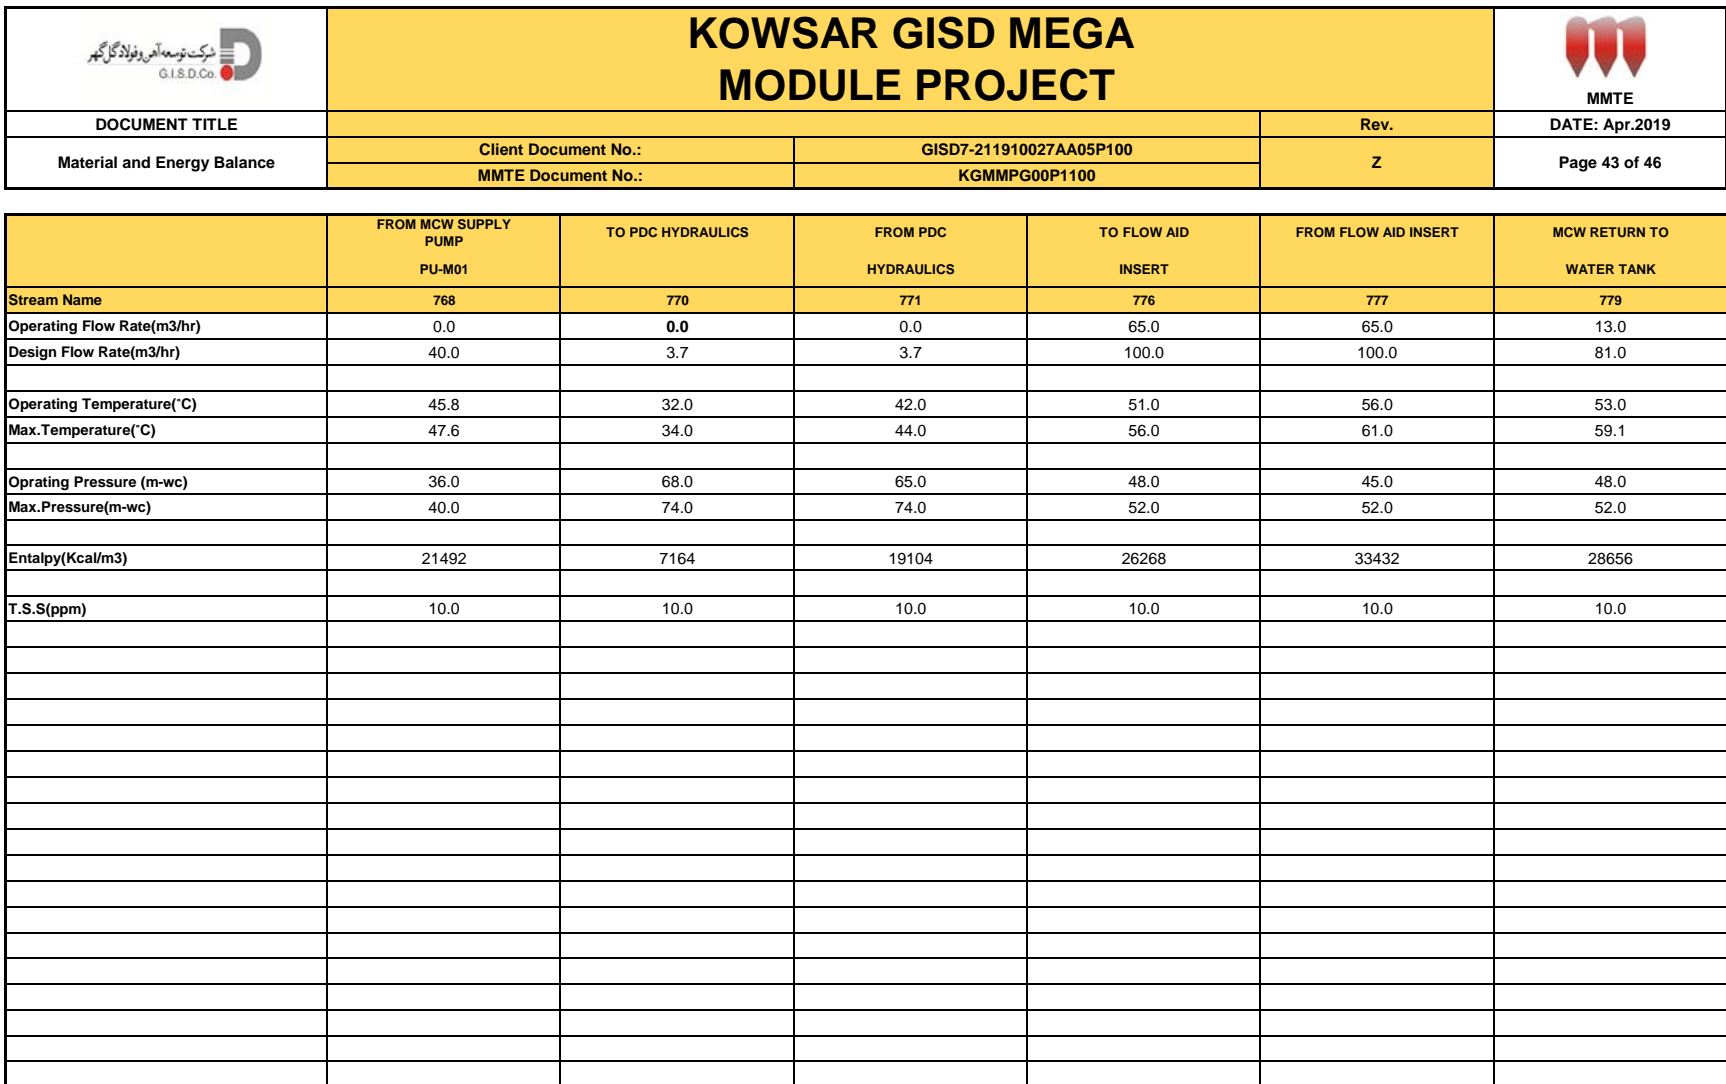 شرکت توسعه آهن و فولاد گل گهر
G.I.S.D.Co.
KOWSAR GISD MEGA
MODULE PROJECT
MMTE
DOCUMENT TITLE
Rev.
DATE: Apr.2019
Material and Energy Balance
Client Document No.:
GISD7-211910027AA05P100
Z
Page 43 of 46
MMTE Document No.:
KGMMPG00P1100
FROM MCW SUPPLY
PUMP
PU-M01
TO PDC HYDRAULICS
FROM PDC
HYDRAULICS
TO FLOW AID
INSERT
FROM FLOW AID INSERT
MCW RETURN TO
WATER TANK
Stream Name 768 770 771 776 777 779
Operating Flow Rate(m3/hr) 0.0 0.0 0.0 65.0 65.0 13.0
Design Flow Rate(m3/hr) 40.0 3.7 3.7 100.0 100.0 81.0
Operating Temperature(˚C) 45.8 32.0 42.0 51.0 56.0 53.0
Max.Temperature(˚C) 47.6 34.0 44.0 56.0 61.0 59.1
Oprating Pressure (m-wc) 36.0 68.0 65.0 48.0 45.0 48.0
Max.Pressure(m-wc) 40.0 74.0 74.0 52.0 52.0 52.0
Entalpy(Kcal/m3) 21492 7164 19104 26268 33432 28656
T.S.S(ppm) 10.0 10.0 10.0 10.0 10.0 10.0